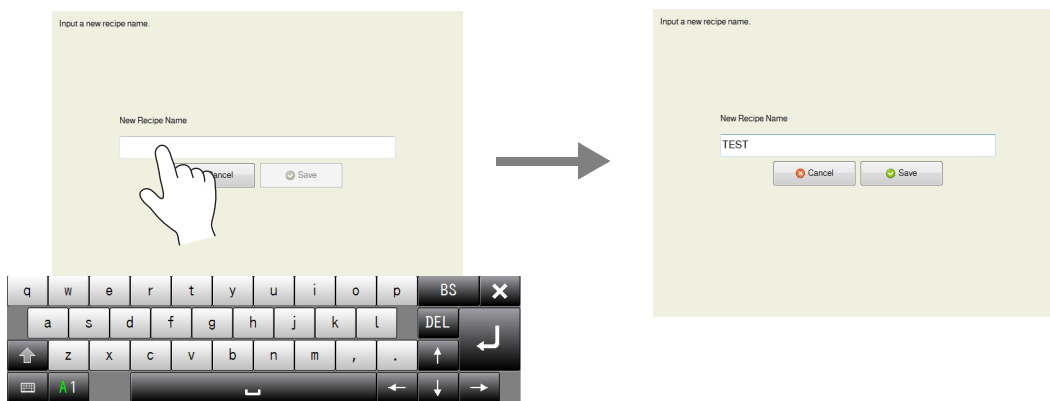 Input a new recipe name.
New Recipe Name
ancel Save
q w e r t y u i o p BS
a s d f g h j k l DEL
z x c v b n m , .
A1
Input a new recipe name.
New Recipe Name
TEST
Cancel Save